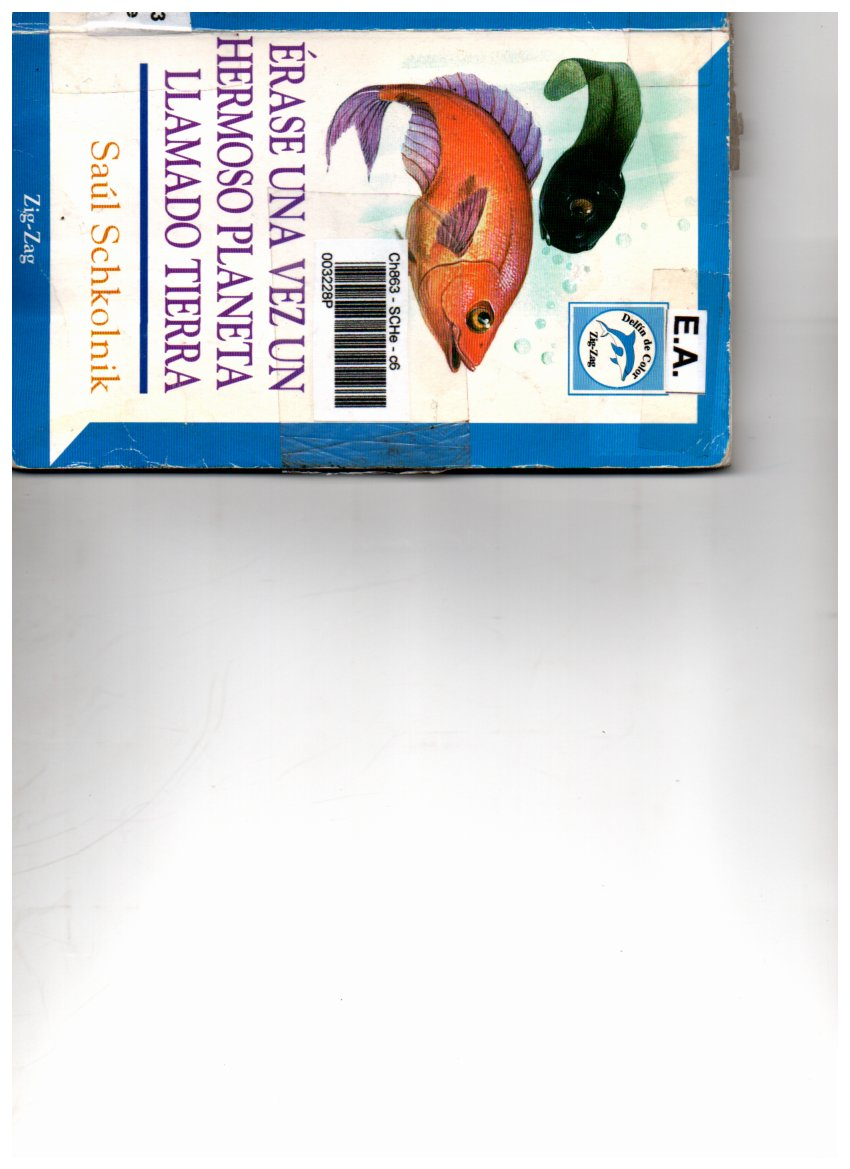 E.A.
Delfín de Color
Zig-Zag
Ch863 - SCHe - c6
003228P
ÉRASE UNA VEZ UN
HERMOSO PLANETA
LLAMADO TIERRA
Saúl Schkolnik
Zig-Zag